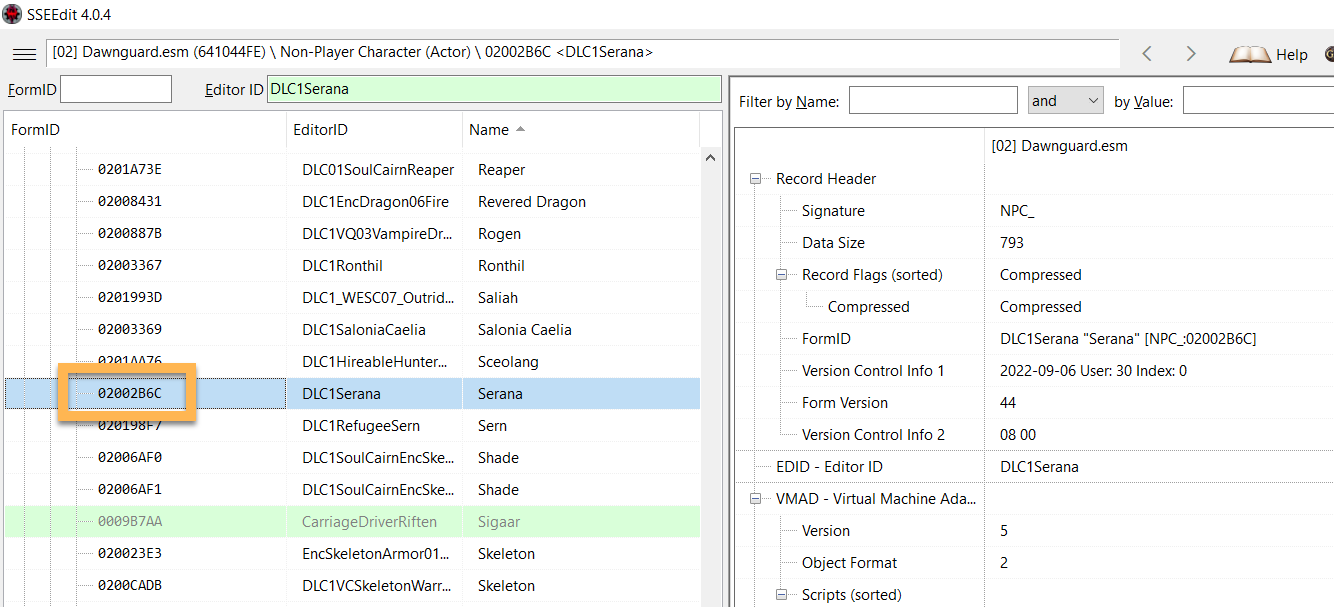 SSEEdit 4.0.4
[02] Dawnguard.esm (641044FE) \ Non-Player Character (Actor) \ 02002B6C <DLC1Serana>
Help
FormID
Editor ID DLC1Serana
Filter by Name: and by Value:
FormID EditorID Name
0201A73E DLC01SoulCairnReaper Reaper
02008431 DLC1EncDragon06Fire Revered Dragon
0200887B DLC1VQ03VampireDr... Rogen
02003367 DLC1Ronthil Ronthil
0201993D DLC1_WESC07_Outrid... Saliah
02003369 DLC1SaloniaCaelia Salonia Caelia
0201AA76 DLC1HireableHunter... Sceolang
02002B6C DLC1Serana Serana
020198F7 DLC1RefugeeSern Sern
02006AF0 DLC1SoulCairnEncSke... Shade
02006AF1 DLC1SoulCairnEncSke... Shade
0009B7AA CarriageDriverRiften Sigaar
020023E3 EncSkeletonArmor01... Skeleton
0200CADB DLC1VCSkeletonWarr... Skeleton
[02] Dawnguard.esm
Record Header
Signature NPC_
Data Size 793
Record Flags (sorted) Compressed
Compressed Compressed
FormID DLC1Serana "Serana" [NPC_:02002B6C]
Version Control Info 1 2022-09-06 User: 30 Index: 0
Form Version 44
Version Control Info 2 08 00
EDID - Editor ID DLC1Serana
VMAD - Virtual Machine Ada...
Version 5
Object Format 2
Scripts (sorted)